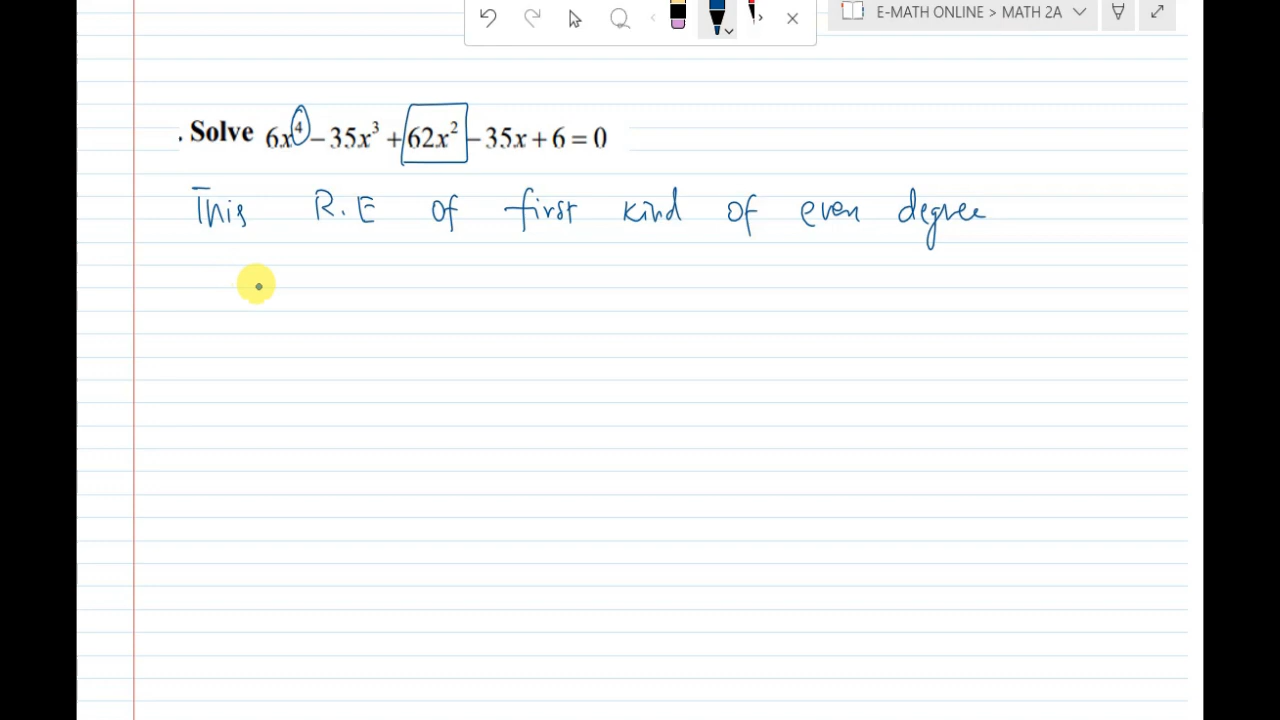 E-MATH ONLINE > MATH 2A
. Solve 6x⁴ – 35x³ + 62x² – 35x + 6 = 0
This R.E of first kind of even degree